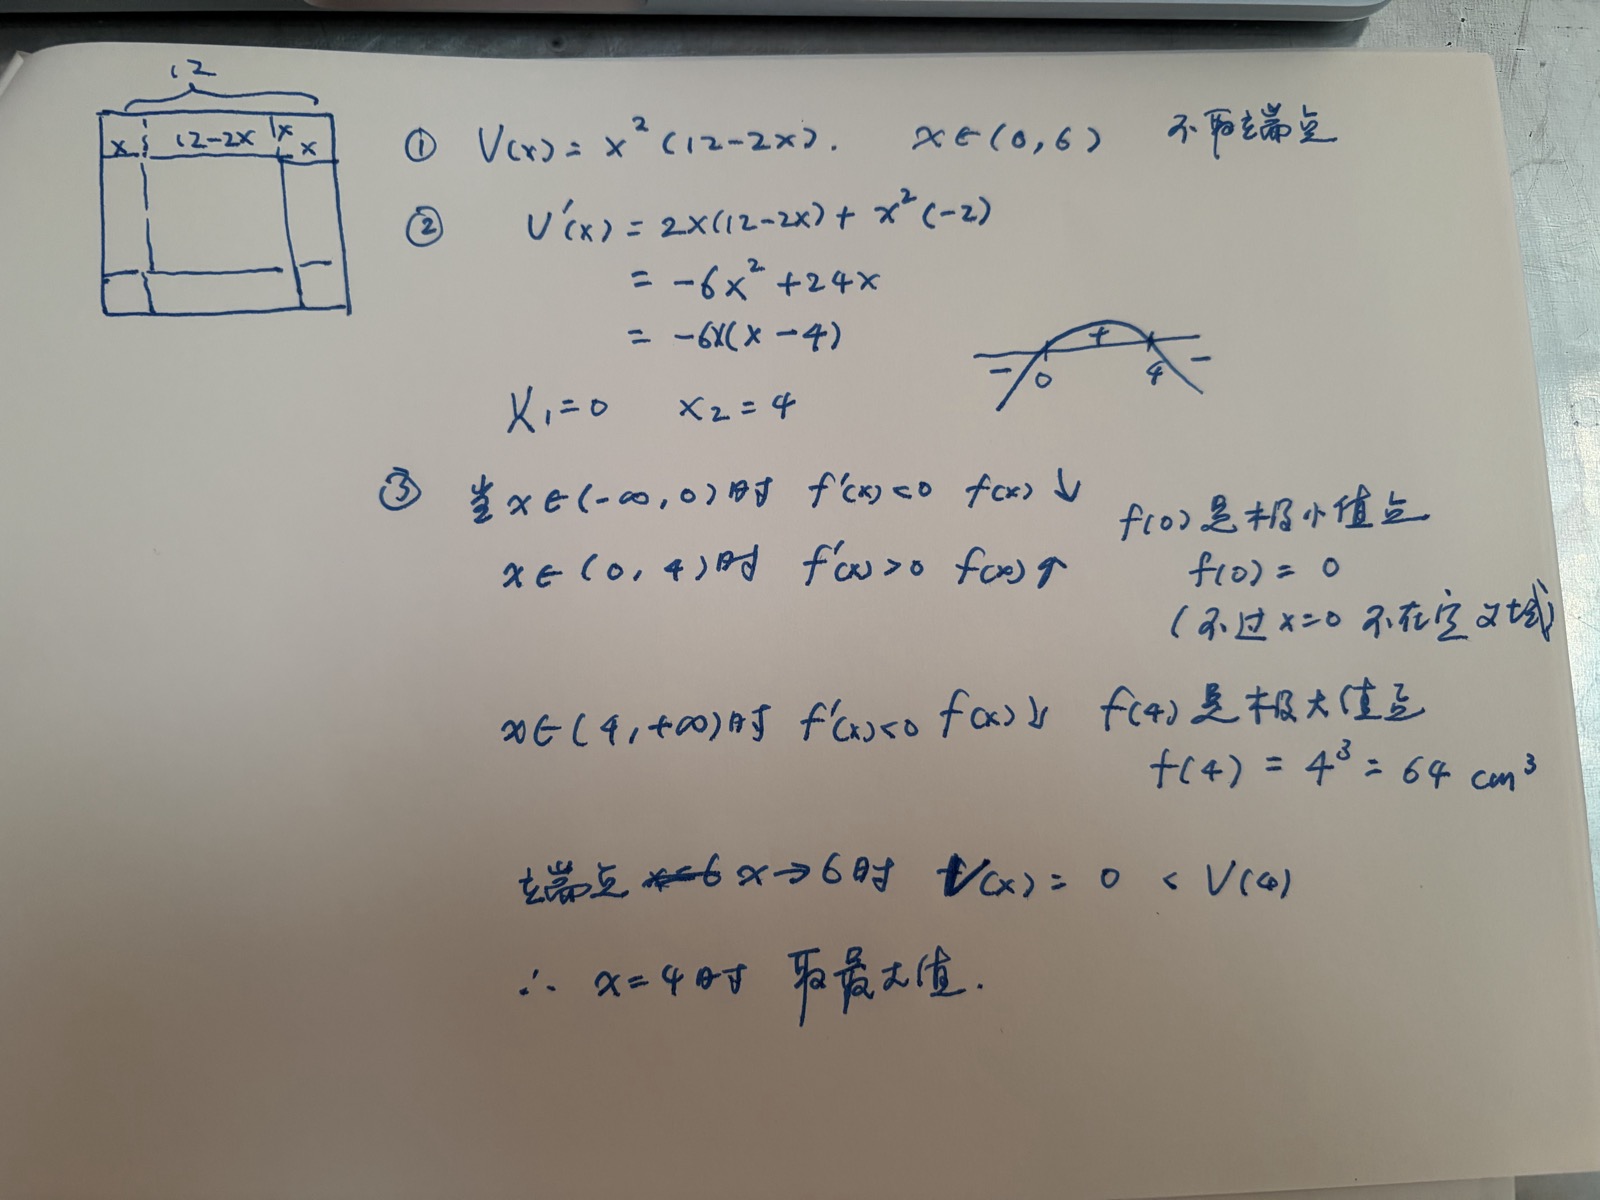 12
x 12-2x x x
① V(x) = x² (12-2x). x∈(0,6) 不取端点
② V′(x) = 2x(12-2x) + x²(-2)
= -6x² +24x
= -6x(x-4)
- 0 + 4 -
x₁=0 x₂=4
③ 当x∈(-∞,0)时 f′(x)<0 f(x)↓
f(0)是极小值点
x∈(0,4)时 f′(x)>0 f(x)↑
f(0) = 0
(不过x=0 不在定义域)
x∈(4,+∞)时 f′(x)<0 f(x)↓ f(4)是极大值点
f(4) = 4³ = 64 cm³
端点 x→6时 V(x)= 0 < V(4)
∴ x=4时 取最大值.